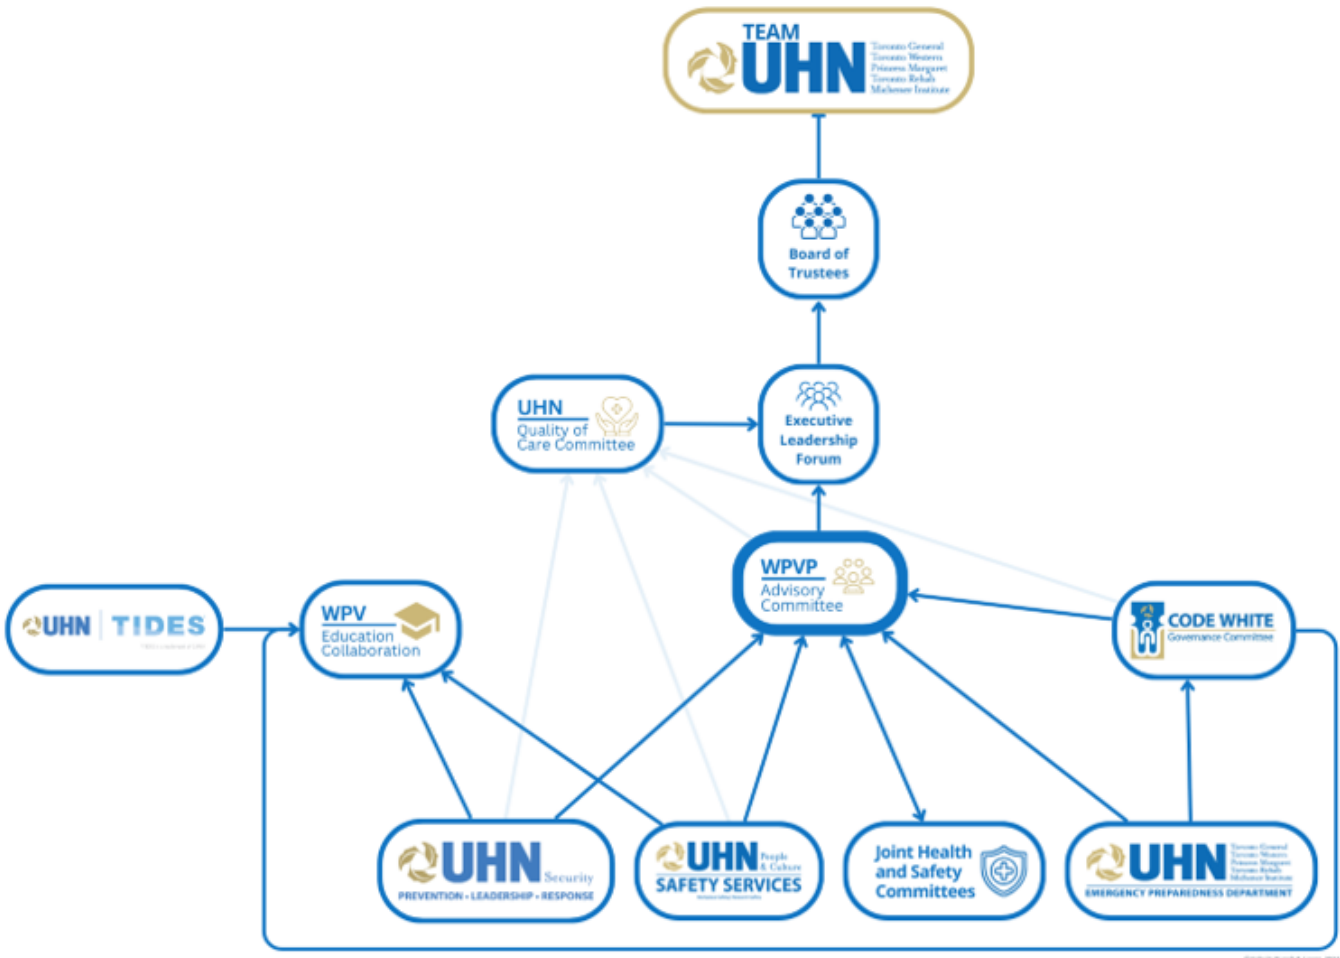 TEAM
UHN
Toronto General
Toronto Western
Princess Margaret
Toronto Rehab
Michener Institute
Board of
Trustees
UHN
Quality of
Care Committee
Executive
Leadership
Forum
WPVP
Advisory
Committee
UHN TIDES
WPV
Education
Collaboration
CODE WHITE
Governance Committee
UHN Security
PREVENTION • LEADERSHIP • RESPONSE
UHN People
& Culture
SAFETY SERVICES
Joint Health
and Safety
Committees
UHN
Toronto General
Toronto Western
Princess Margaret
Toronto Rehab
Michener Institute
EMERGENCY PREPAREDNESS DEPARTMENT